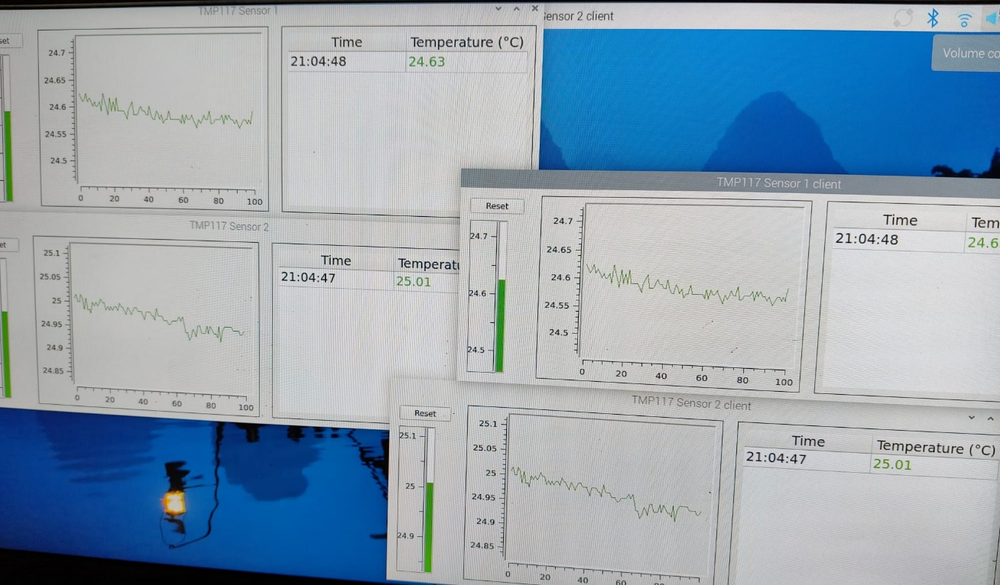 TMP117 Sensor 1
ensor 2 client
Volume co
set
24.7
24.65
24.6
24.55
24.5
0 20 40 60 80 100
Time Temperature (°C)
21:04:48 24.63
TMP117 Sensor 2
et
25.1
25.05
25
24.95
24.9
24.85
0 20 40 60 80 100
Time Temperatu
21:04:47 25.01
TMP117 Sensor 1 client
Reset
24.7
24.6
24.5
24.7
24.65
24.6
24.55
24.5
0 20 40 60 80 100
Time Tem
21:04:48 24.6
TMP117 Sensor 2 client
Reset
25.1
25
24.9
25.1
25.05
25
24.95
24.9
24.85
0 20 40 60 80
Time Temperature (°C)
21:04:47 25.01